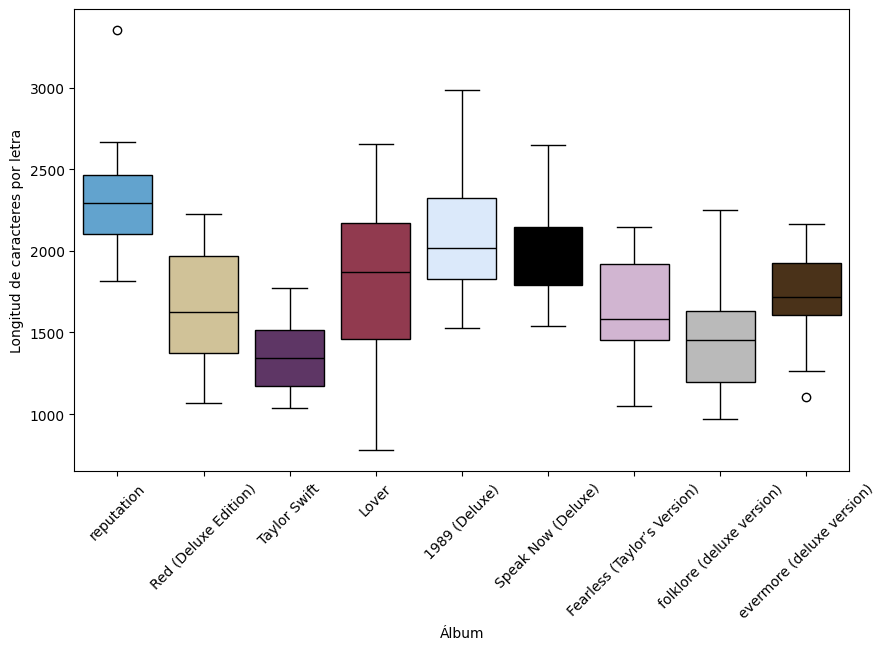 Longitud de caracteres por letra
3000
2500
2000
1500
1000
reputation
Red (Deluxe Edition)
Taylor Swift
Lover
1989 (Deluxe)
Speak Now (Deluxe)
Fearless (Taylor’s Version)
folklore (deluxe version)
evermore (deluxe version)
Álbum